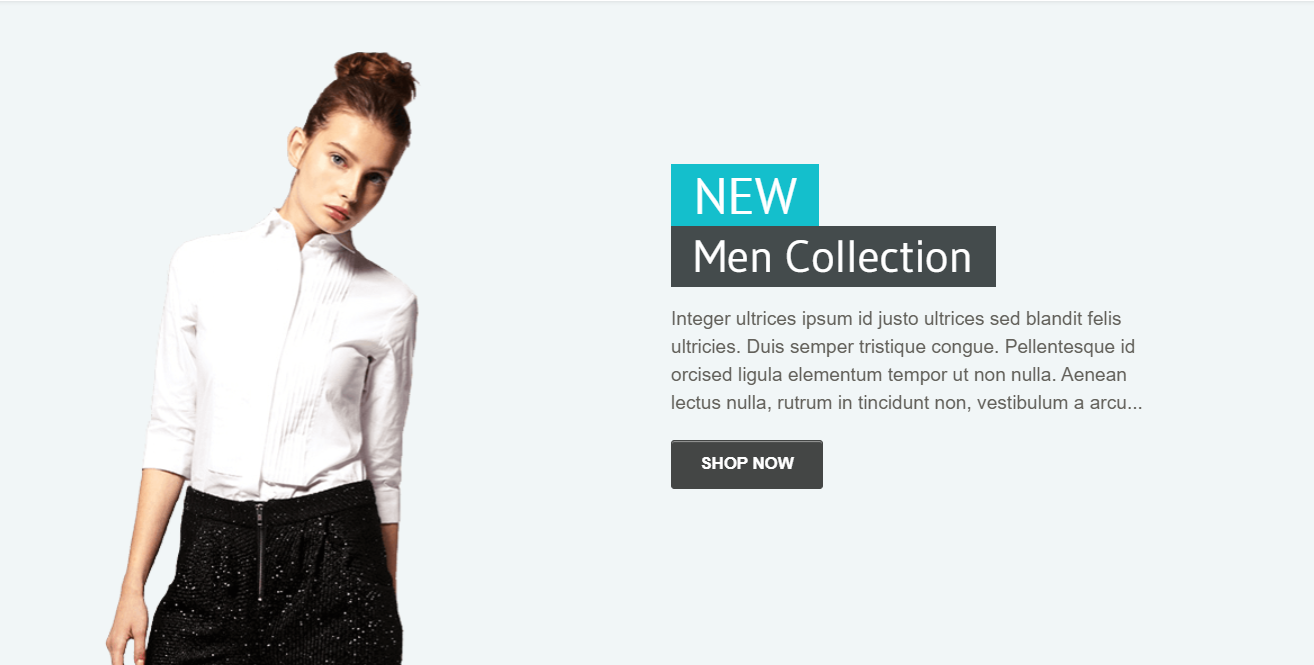 NEW
Men Collection
Integer ultrices ipsum id justo ultrices sed blandit felis
ultricies. Duis semper tristique congue. Pellentesque id
orcised ligula elementum tempor ut non nulla. Aenean
lectus nulla, rutrum in tincidunt non, vestibulum a arcu...
SHOP NOW